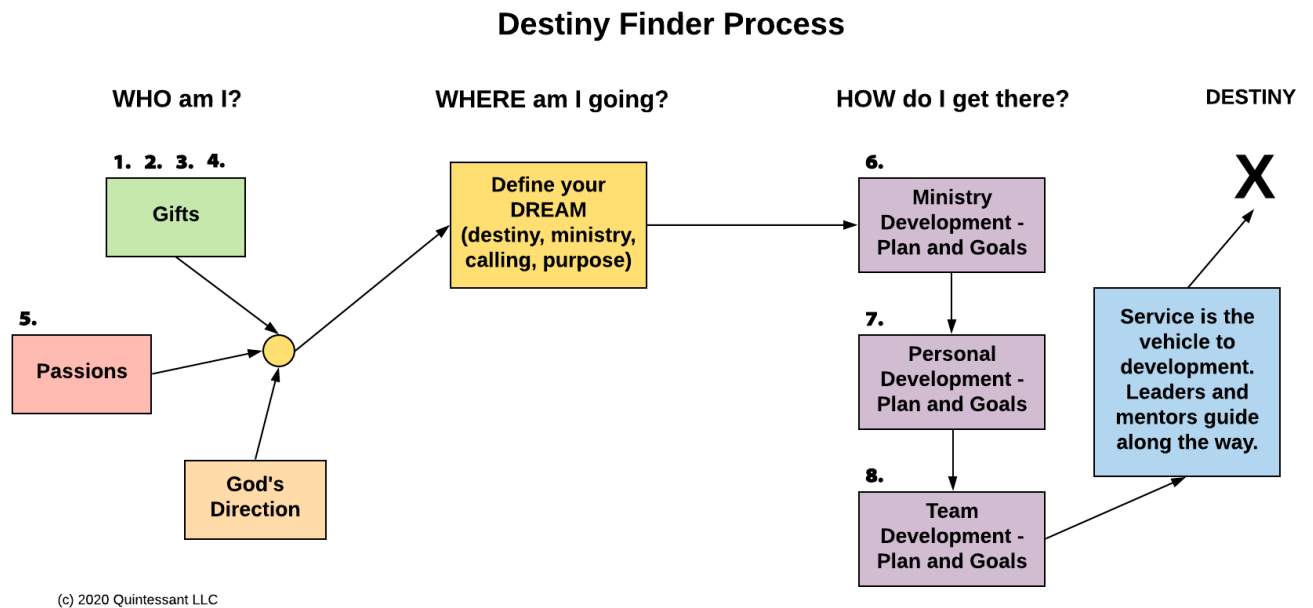 Destiny Finder Process
WHO am I?
WHERE am I going?
HOW do I get there?
DESTINY
1. 2. 3. 4.
Gifts
5.
Passions
God's
Direction
Define your
DREAM
(destiny, ministry,
calling, purpose)
6.
Ministry
Development -
Plan and Goals
7.
Personal
Development -
Plan and Goals
8.
Team
Development -
Plan and Goals
Service is the
vehicle to
development.
Leaders and
mentors guide
along the way.
X
(c) 2020 Quintessant LLC